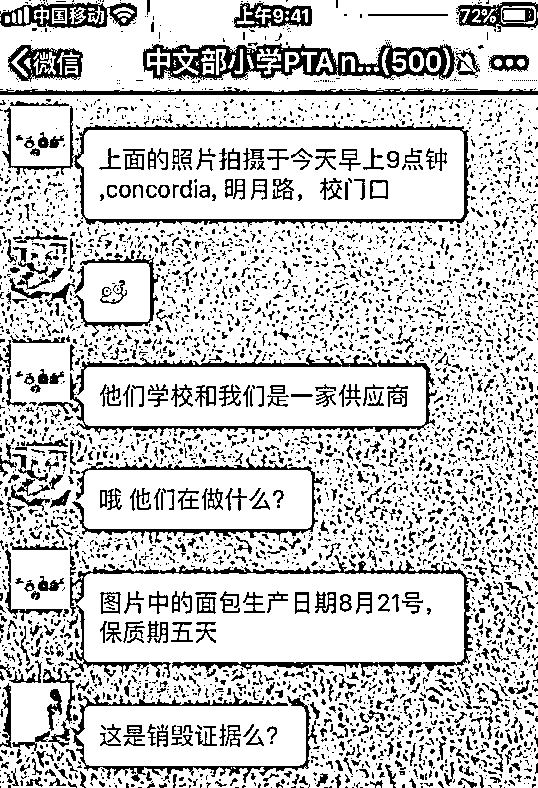 中国移动 上午9:41 72%
微信 中文部小学PTA n...(500)
上面的照片拍摄于今天早上9点钟
,concordia, 明月路，校门口
他们学校和我们是一家供应商
哦 他们在做什么？
图片中的面包生产日期8月21号，
保质期五天
这是销毁证据么？